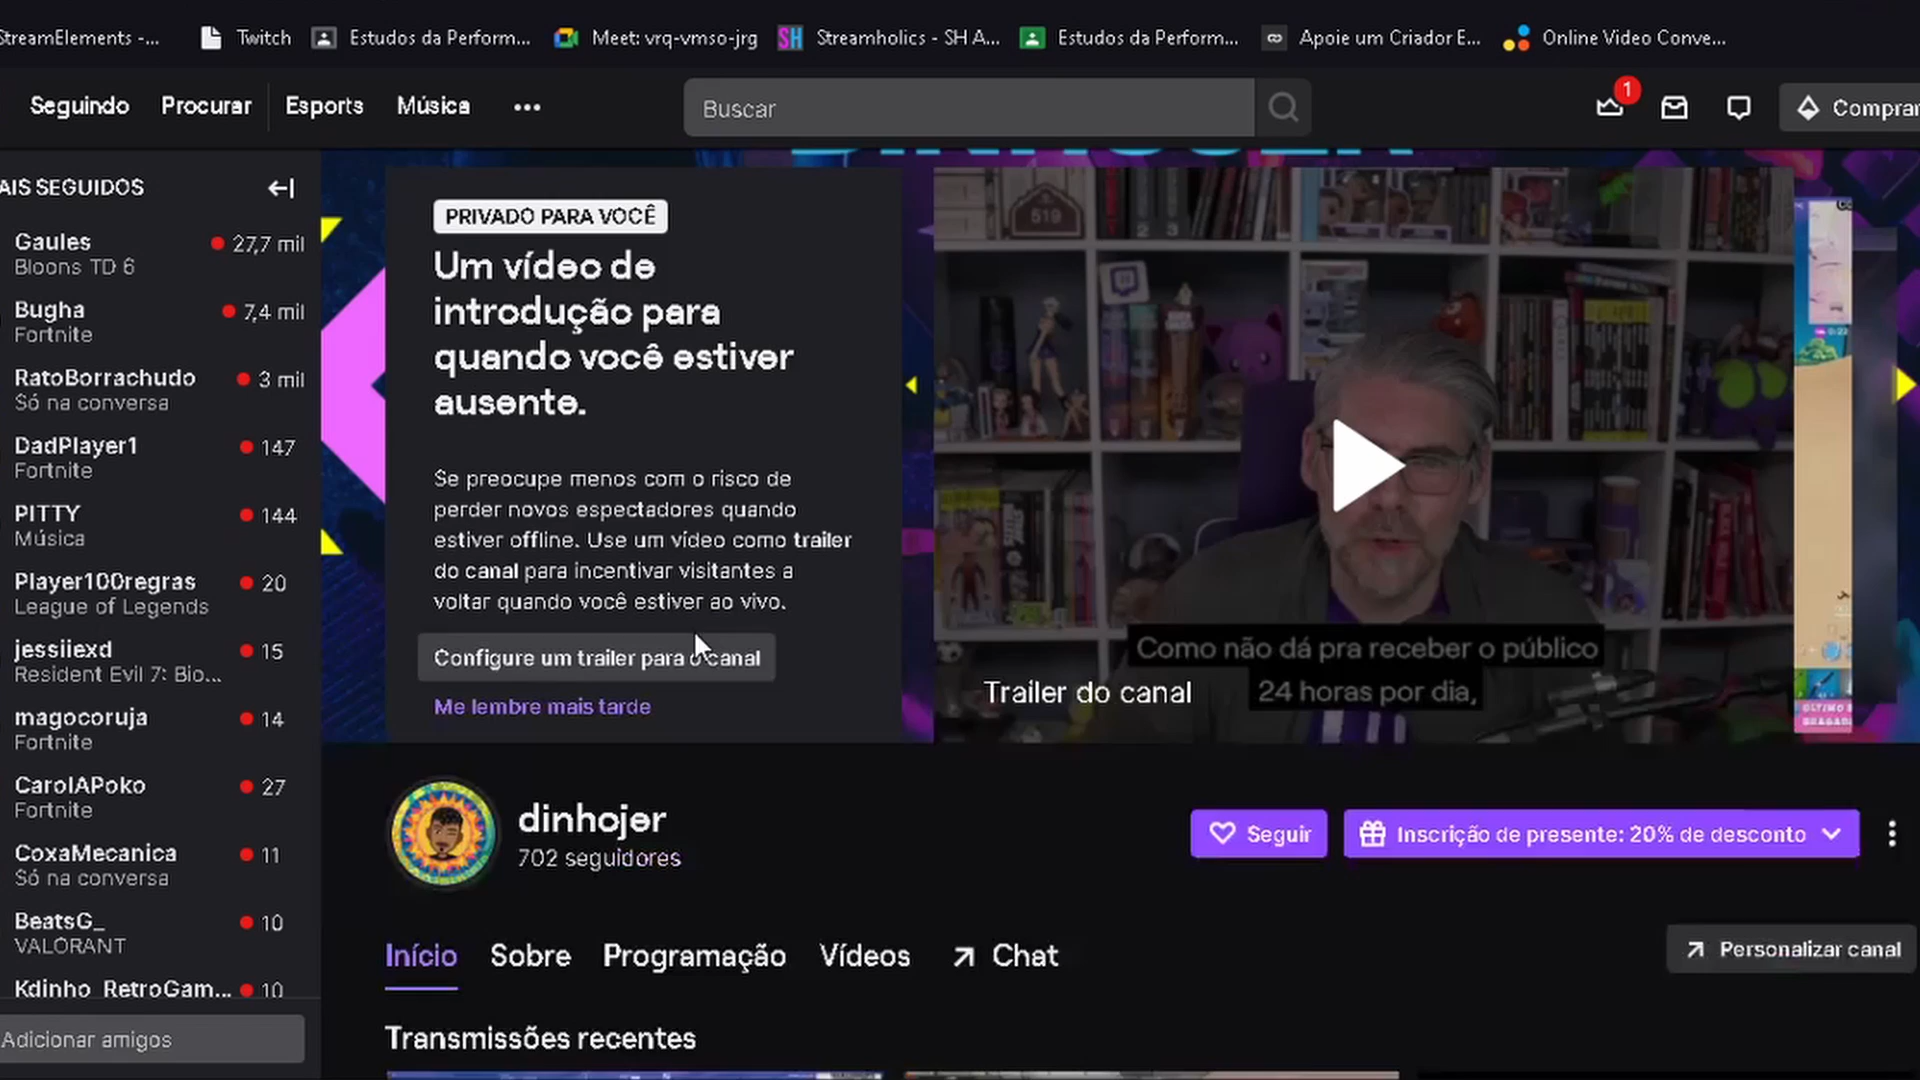 StreamElements -...
Twitch
Estudos da Perform...
Meet: vrq-vmso-jrg
SH
Streamholics - SH A...
Estudos da Perform...
Apoie um Criador E...
Online Video Conve...
Seguindo
Procurar
Esports
Música
Buscar
1
Comprar
AIS SEGUIDOS
Gaules
27,7 mil
Bloons TD 6
Bugha
7,4 mil
Fortnite
RatoBorrachudo
3 mil
Só na conversa
DadPlayer1
147
Fortnite
PITTY
144
Música
Player100regras
20
League of Legends
jessiiexd
15
Resident Evil 7: Bio...
magocoruja
14
Fortnite
CarolAPoko
27
Fortnite
CoxaMecanica
11
Só na conversa
BeatsG_
10
VALORANT
Kdinho_RetroGam...
10
Adicionar amigos
PRIVADO PARA VOCÊ
Um vídeo de
introdução para
quando você estiver
ausente.
Se preocupe menos com o risco de
perder novos espectadores quando
estiver offline. Use um vídeo como trailer
do canal para incentivar visitantes a
voltar quando você estiver ao vivo.
Configure um trailer para o canal
Me lembre mais tarde
519
Como não dá pra receber o público
24 horas por dia,
Trailer do canal
dinhojer
702 seguidores
Seguir
Inscrição de presente: 20% de desconto
Início
Sobre
Programação
Vídeos
Chat
Personalizar canal
Transmissões recentes